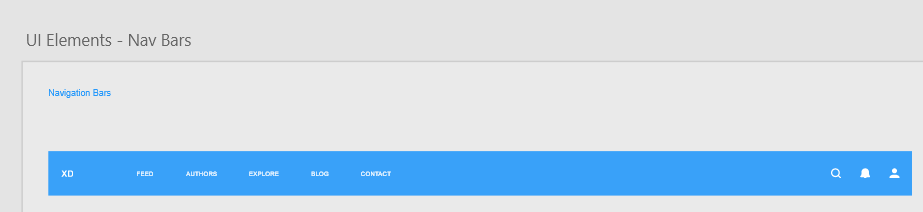 UI Elements - Nav Bars
Navigation Bars
XD FEED AUTHORS EXPLORE BLOG CONTACT